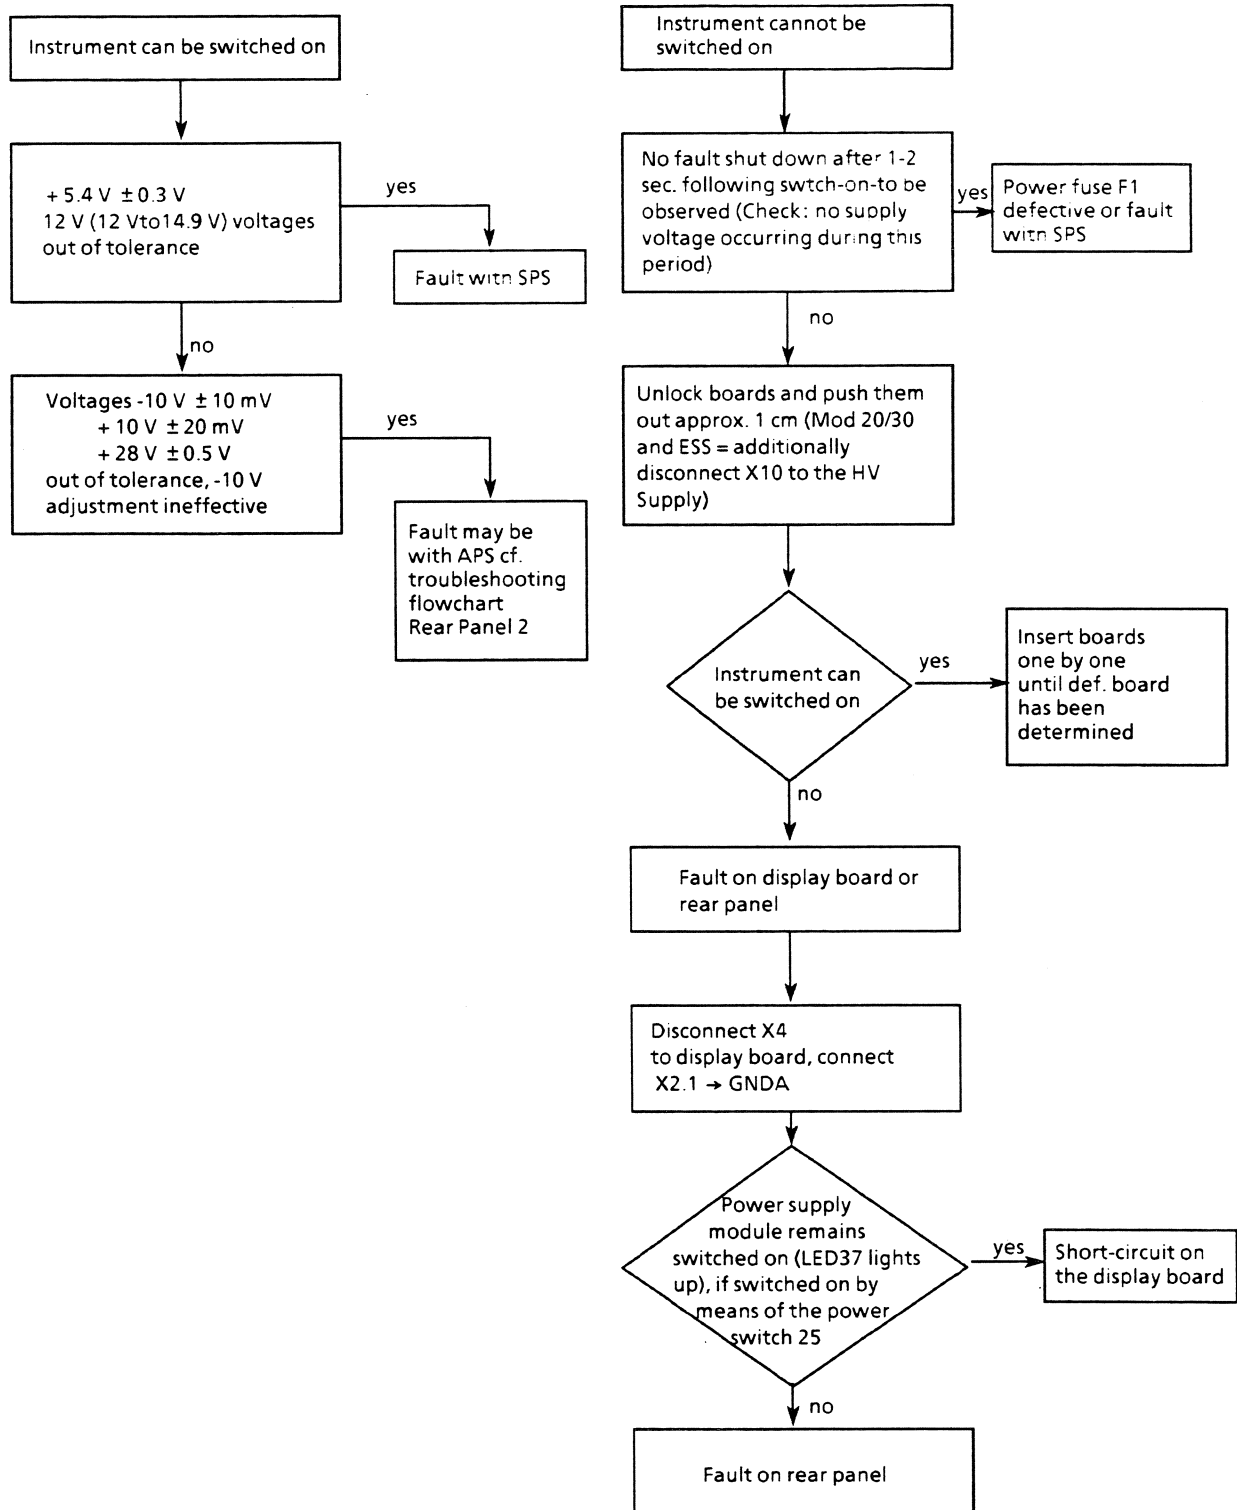 Instrument can be switched on
+ 5.4 V ±0.3 V
12 V (12 Vto14.9 V) voltages
out of tolerance
yes
Fault with SPS
no
Voltages -10 V ±10 mV
+ 10 V ±20 mV
+ 28 V ±0.5 V
out of tolerance, -10 V
adjustment ineffective
yes
Fault may be
with APS cf.
troubleshooting
flowchart
Rear Panel 2
Instrument cannot be
switched on
No fault shut down after 1-2
sec. following swtch-on-to be
observed (Check: no supply
voltage occurring during this
period)
yes
Power fuse F1
defective or fault
with SPS
no
Unlock boards and push them
out approx. 1 cm (Mod 20/30
and ESS = additionally
disconnect X10 to the HV
Supply)
Instrument can
be switched on
yes
Insert boards
one by one
until def. board
has been
determined
no
Fault on display board or
rear panel
Disconnect X4
to display board, connect
X2.1 → GNDA
Power supply
module remains
switched on (LED37 lights
up), if switched on by
means of the power
switch 25
yes
Short-circuit on
the display board
no
Fault on rear panel